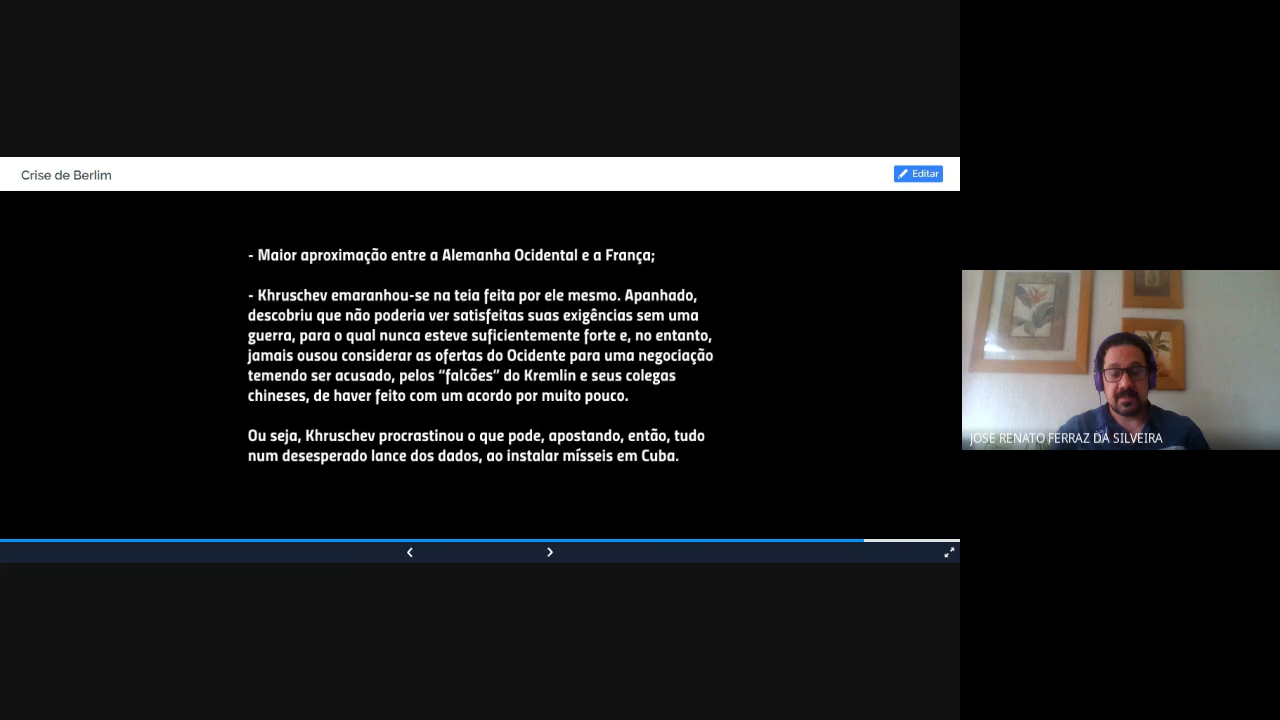 Crise de Berlim
Editar
- Maior aproximação entre a Alemanha Ocidental e a França;
- Khruschev emaranhou-se na teia feita por ele mesmo. Apanhado,
descobriu que não poderia ver satisfeitas suas exigências sem uma
guerra, para o qual nunca esteve suficientemente forte e, no entanto,
jamais ousou considerar as ofertas do Ocidente para uma negociação
temendo ser acusado, pelos “falcões” do Kremlin e seus colegas
chineses, de haver feito com um acordo por muito pouco.
Ou seja, Khruschev procrastinou o que pode, apostando, então, tudo
num desesperado lance dos dados, ao instalar mísseis em Cuba.
JOSE RENATO FERRAZ DA SILVEIRA